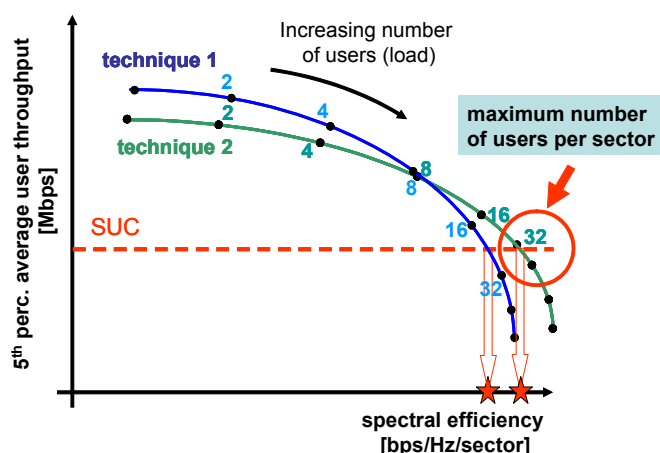 Increasing number
of users (load)
technique 1
technique 2
2
4
8
16
32
2
4
8
16
32
maximum number
of users per sector
SUC
5th perc. average user throughput
[Mbps]
spectral efficiency
[bps/Hz/sector]